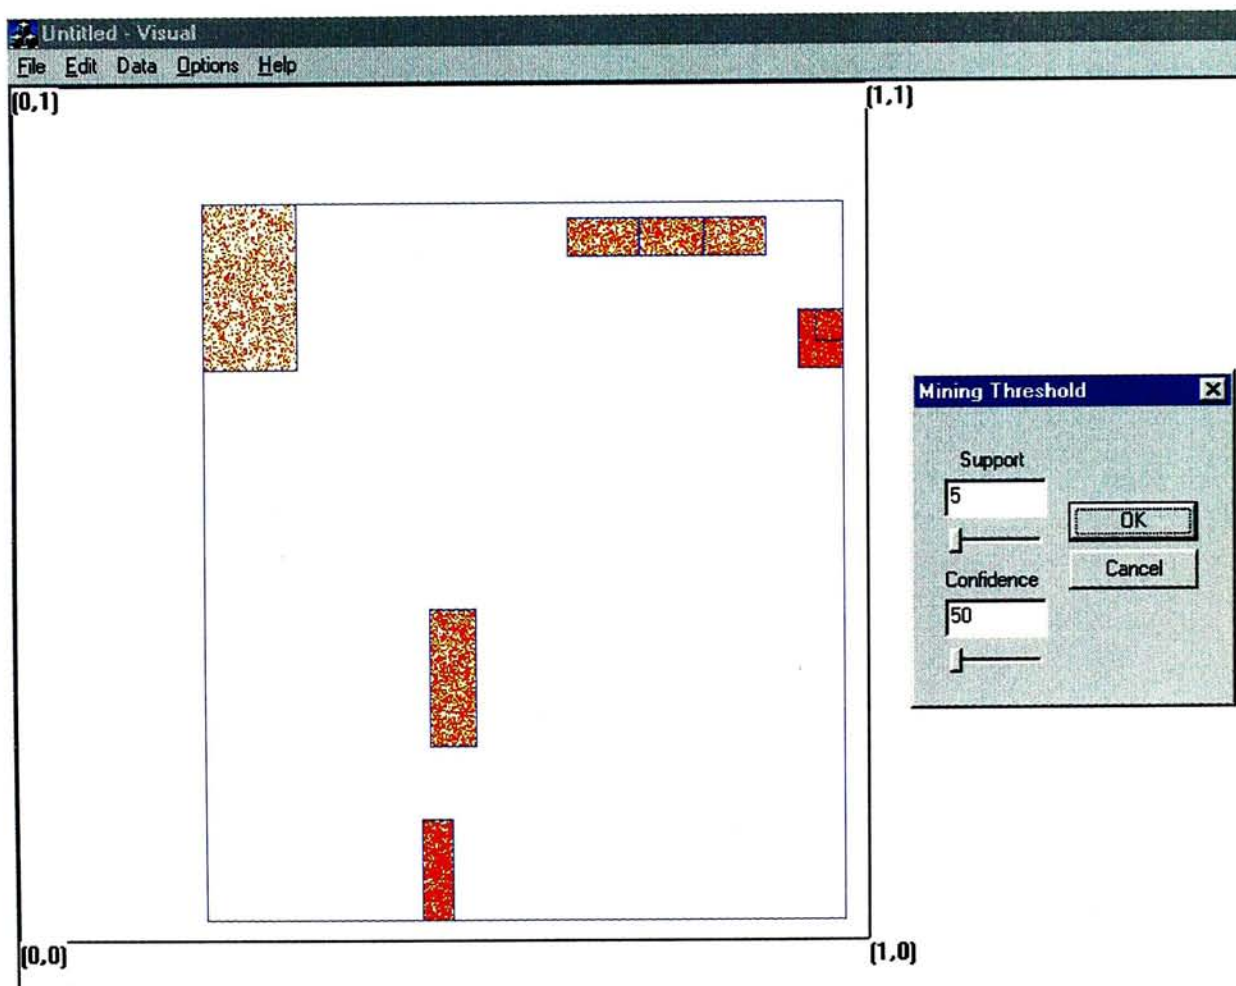 Untitled - Visual
File Edit Data Options Help
(0,1) (1,1)
Mining Threshold
Support
5
OK
Cancel
Confidence
50
(0,0) (1,0)